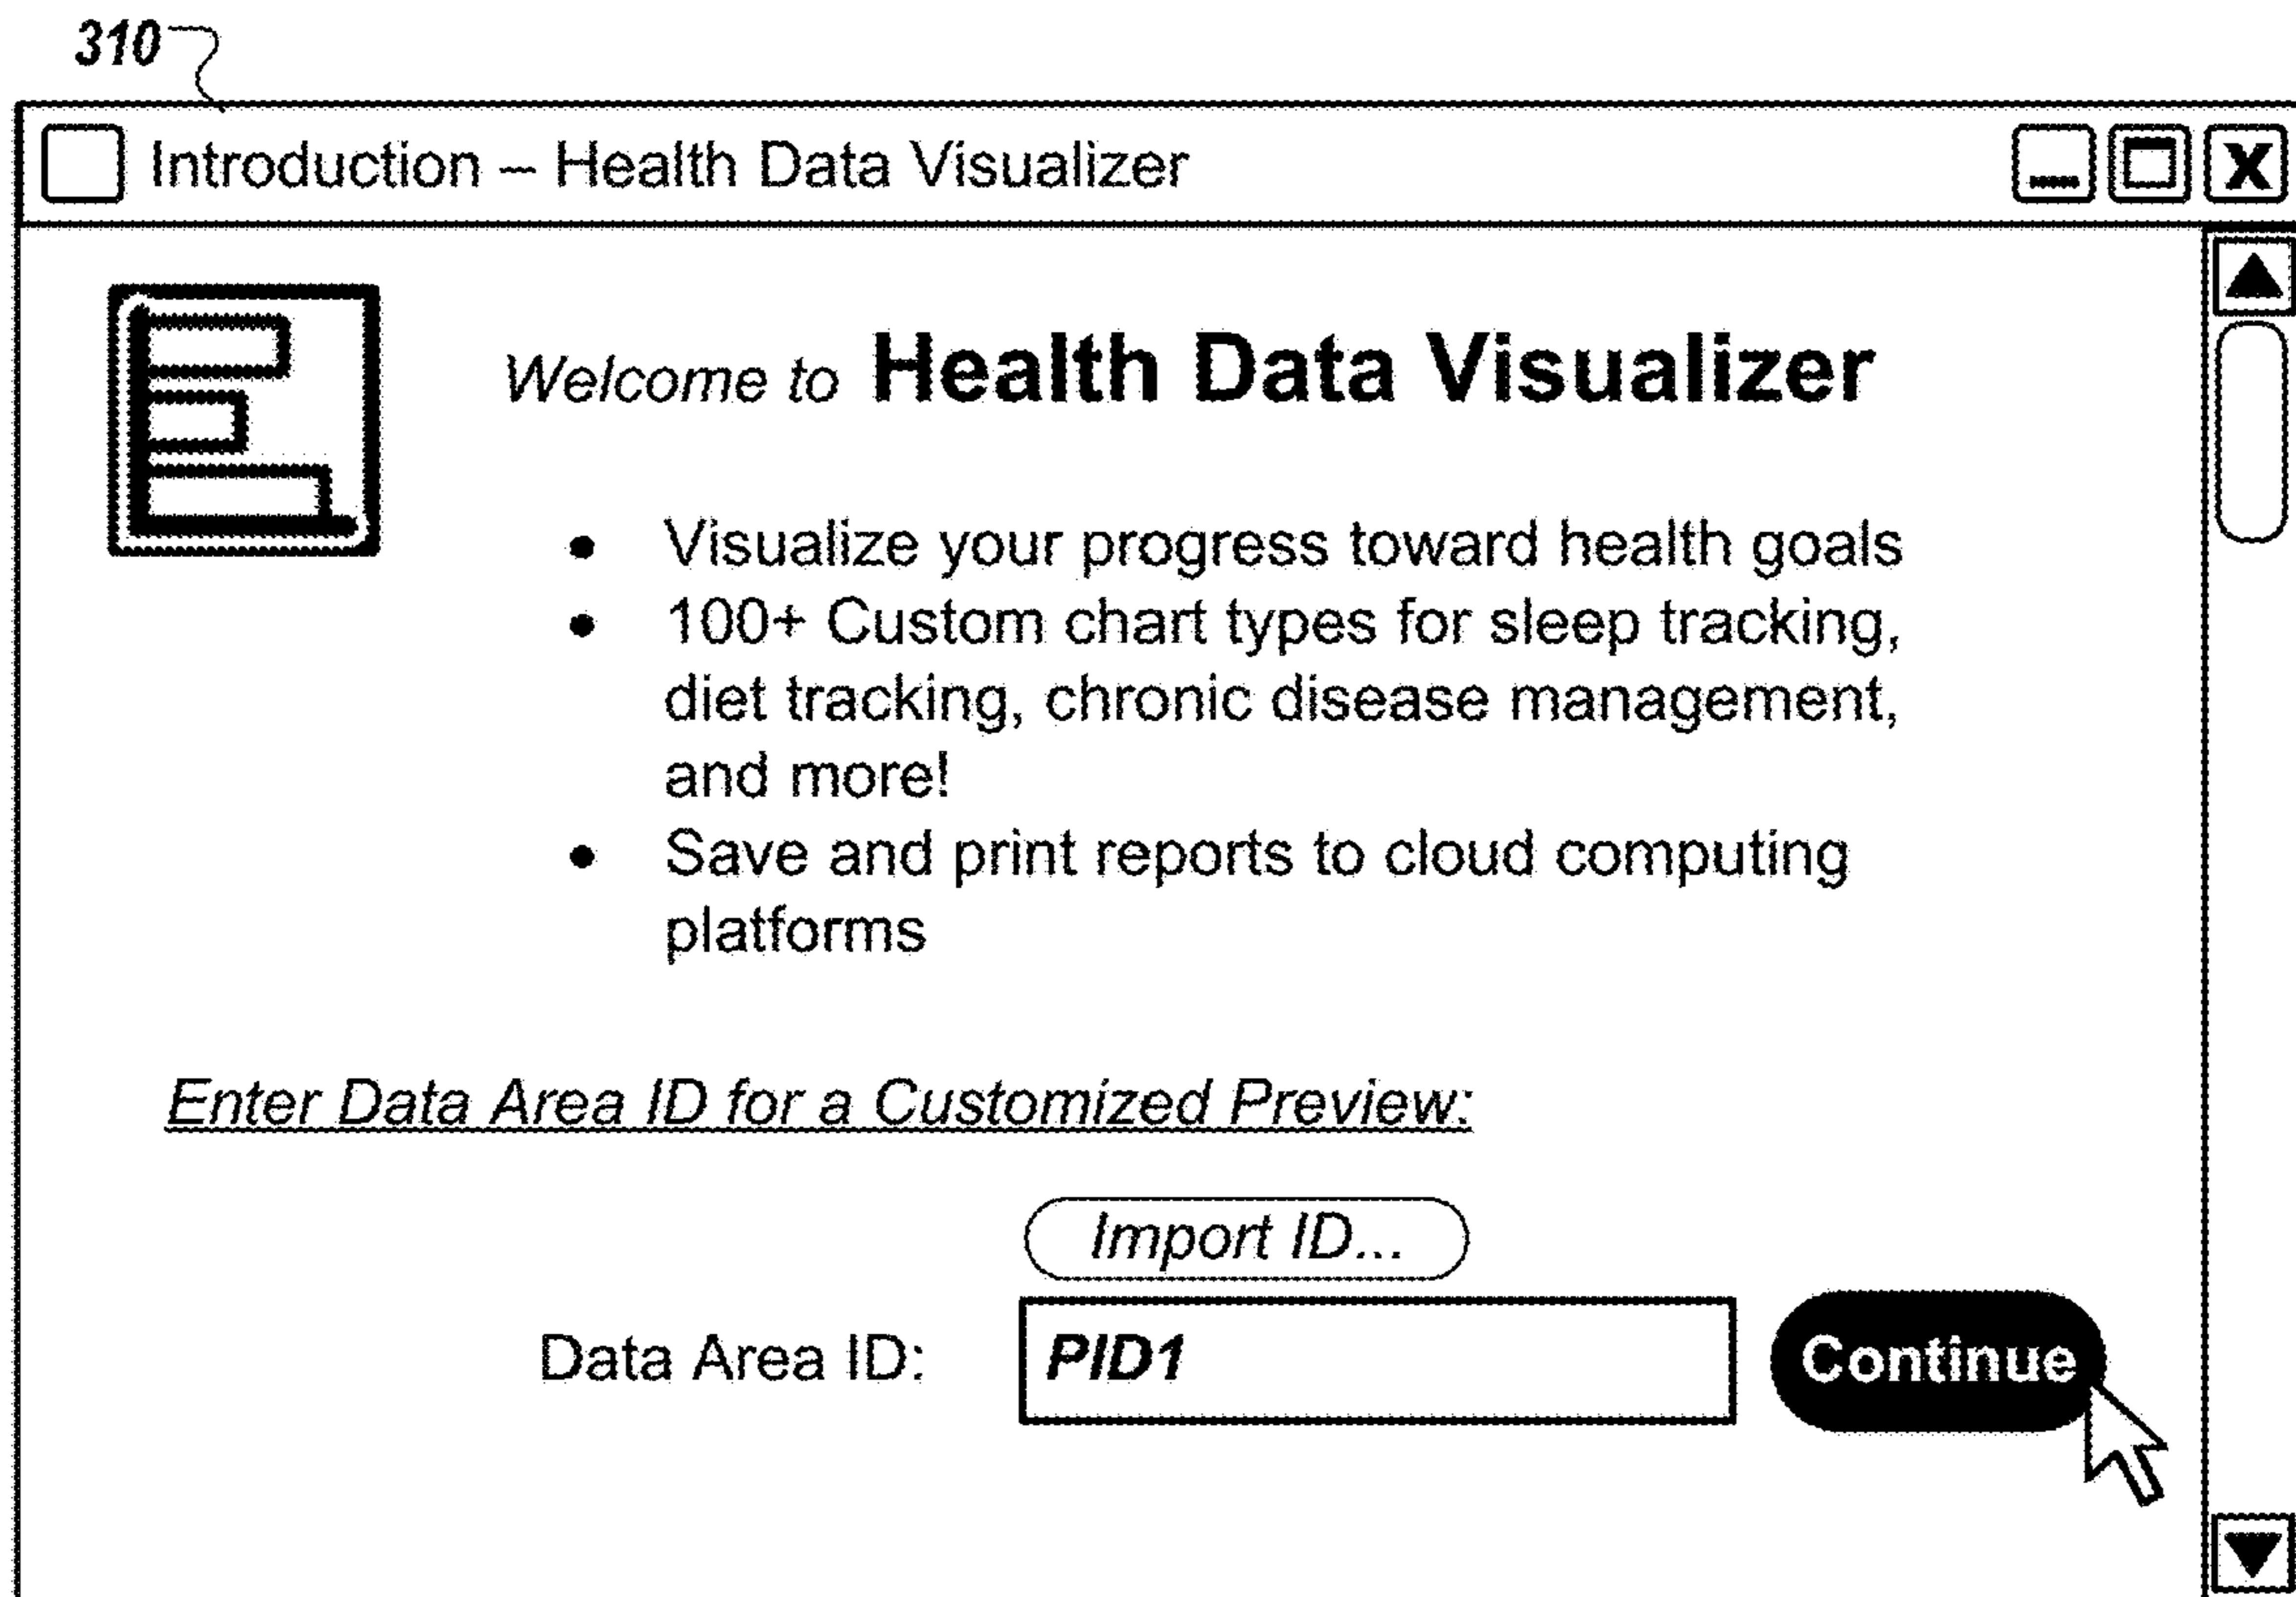 310
Introduction – Health Data Visualizer
Welcome to Health Data Visualizer
• Visualize your progress toward health goals
• 100+ Custom chart types for sleep tracking,
diet tracking, chronic disease management,
and more!
• Save and print reports to cloud computing
platforms
Enter Data Area ID for a Customized Preview:
Import ID...
Data Area ID: PID1 Continue